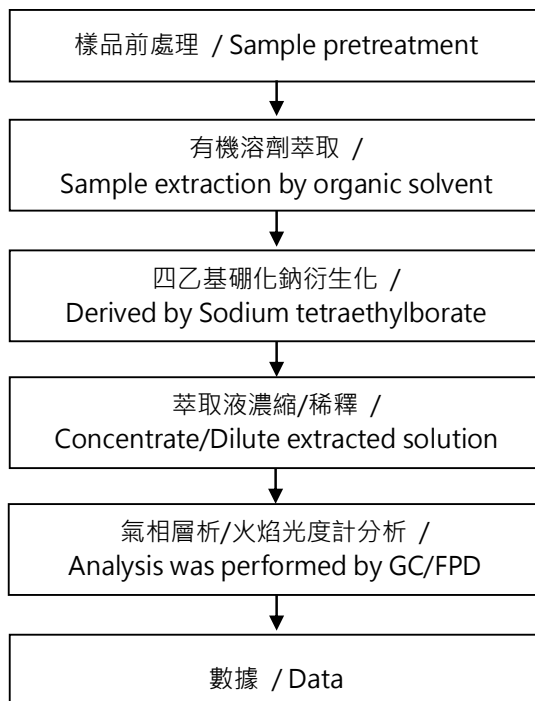 樣品前處理 / Sample pretreatment
有機溶劑萃取 /
Sample extraction by organic solvent
四乙基硼化鈉衍生化 /
Derived by Sodium tetraethylborate
萃取液濃縮/稀釋 /
Concentrate/Dilute extracted solution
氣相層析/火焰光度計分析 /
Analysis was performed by GC/FPD
數據 / Data